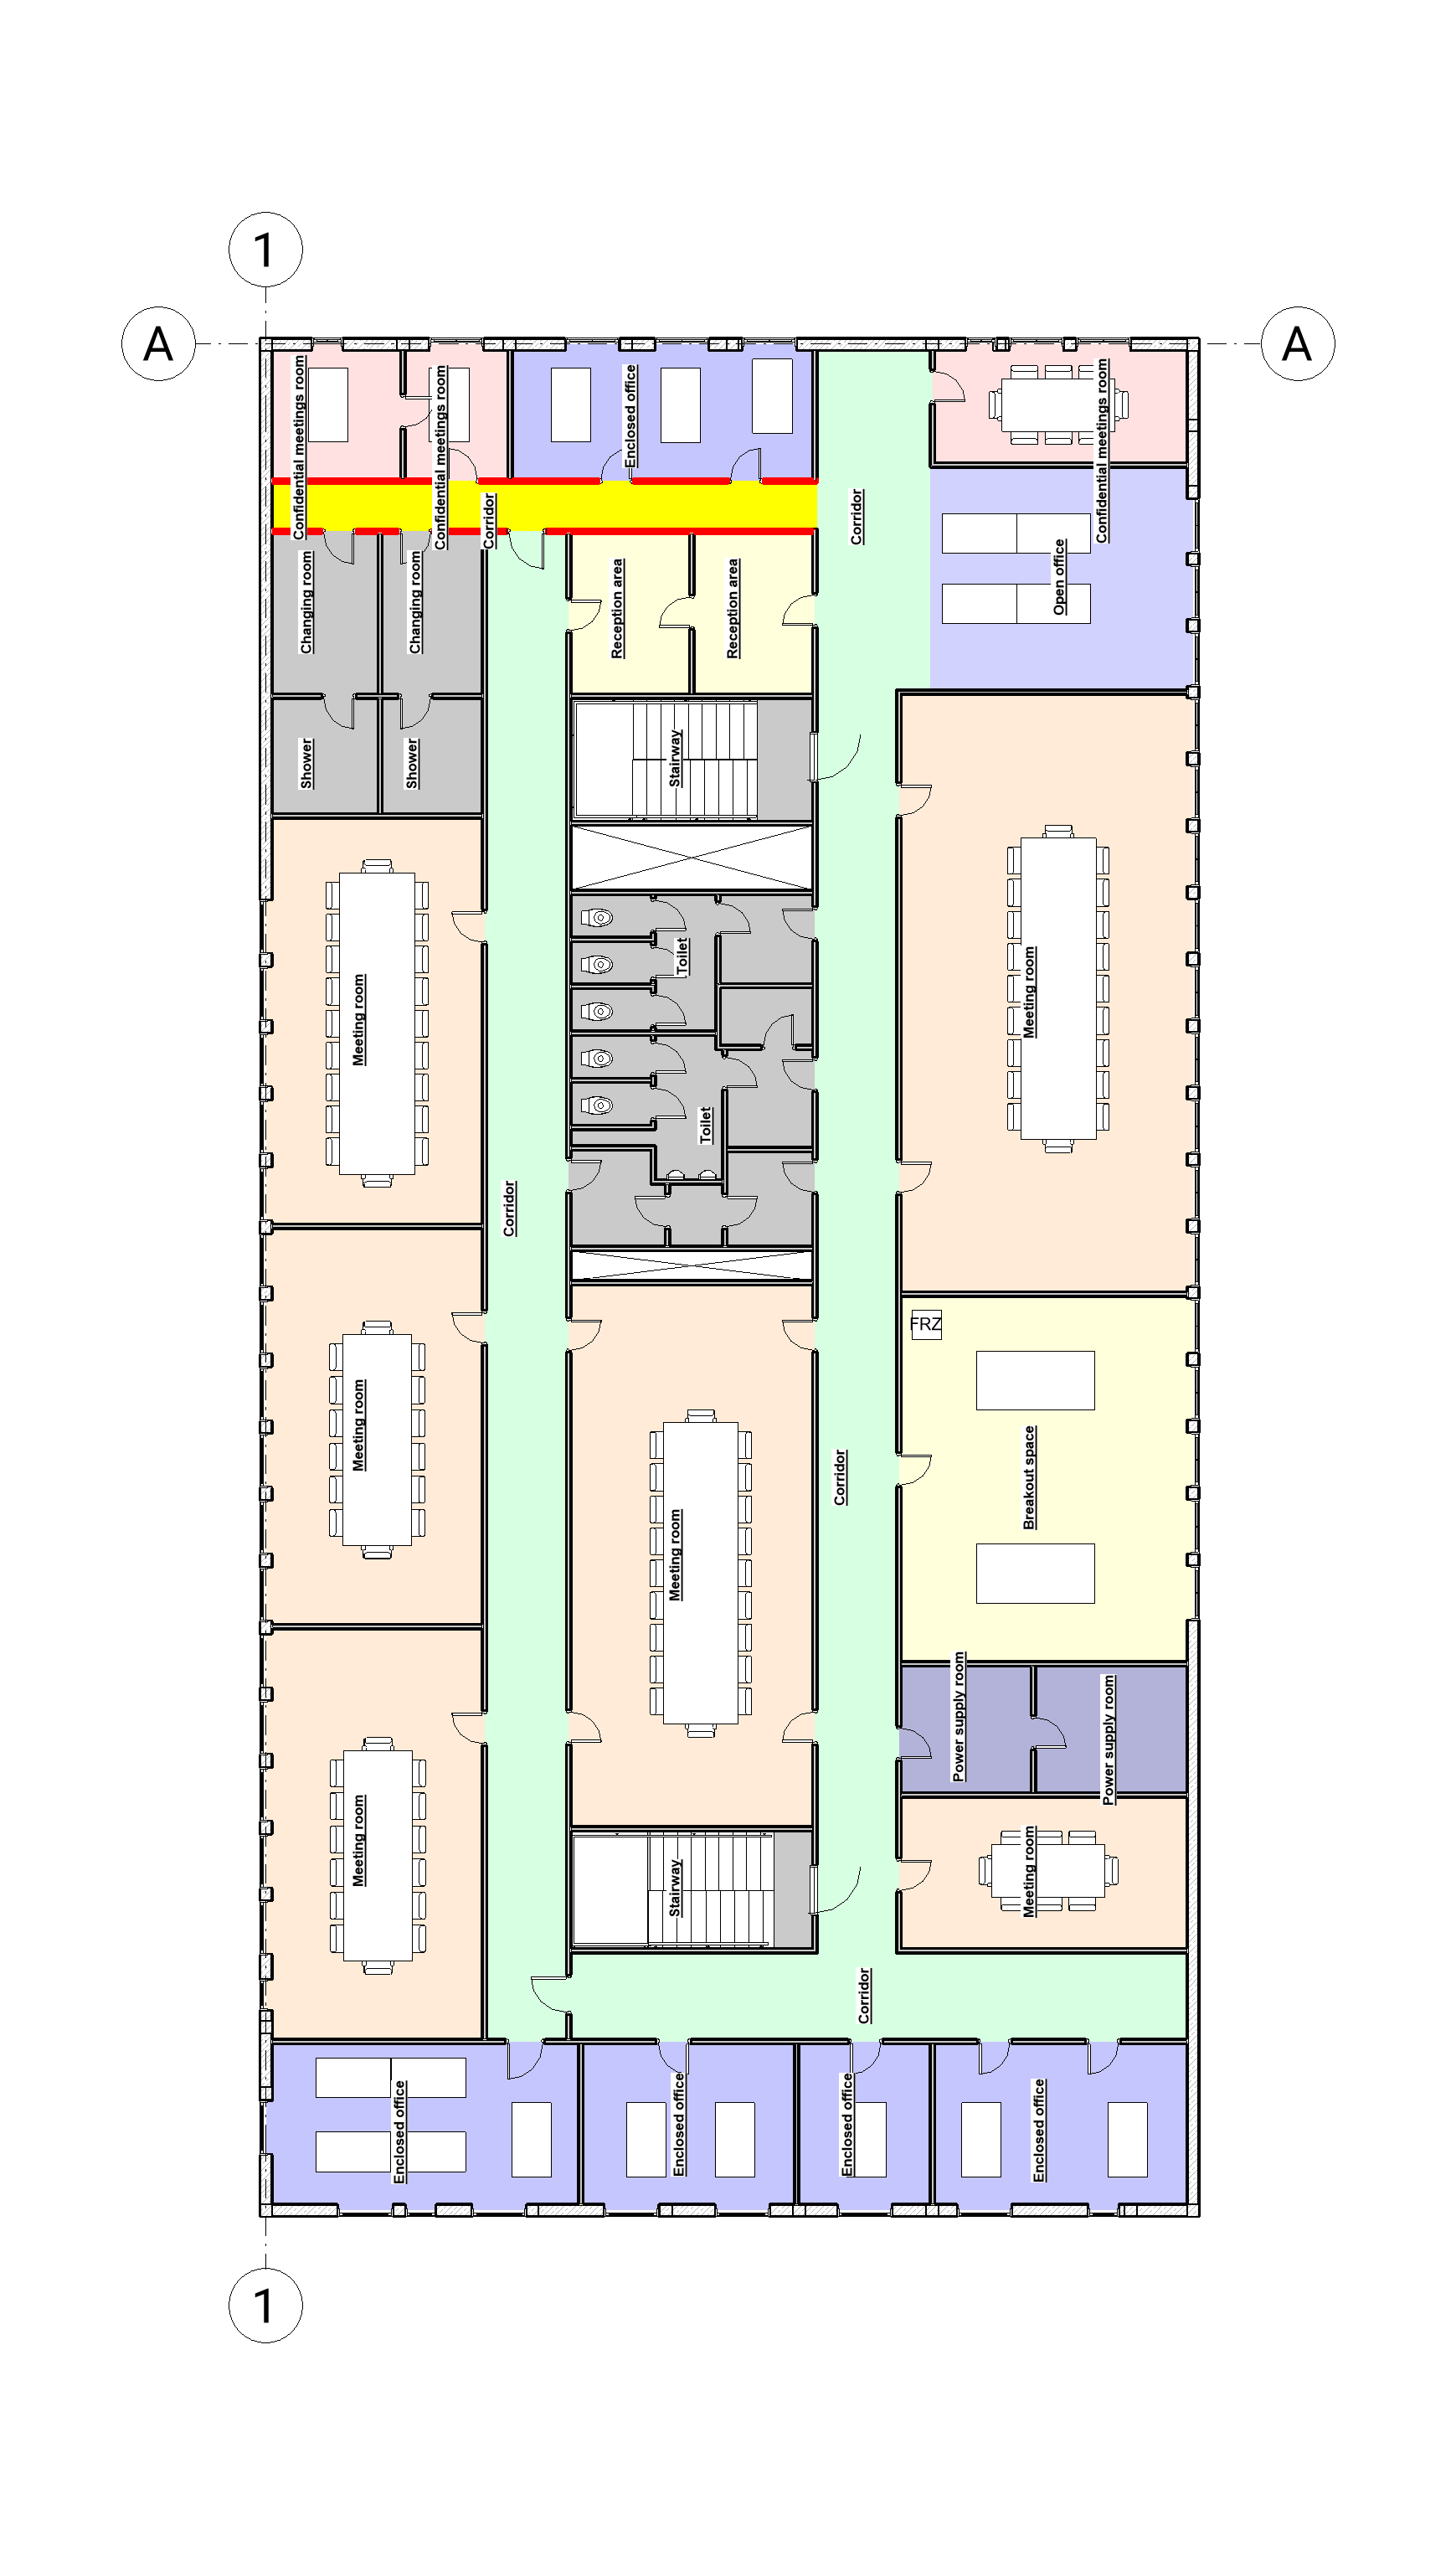 1
A
A
Confidential meetings room
Confidential meetings room
Enclosed office
Confidential meetings room
Corridor
Corridor
Open office
Changing room
Changing room
Reception area
Reception area
Shower
Shower
Stairway
Toilet
Meeting room
Meeting room
Toilet
Corridor
FRZ
Meeting room
Corridor
Breakout space
Meeting room
Power supply room
Power supply room
Meeting room
Stairway
Meeting room
Corridor
Enclosed office
Enclosed office
Enclosed office
Enclosed office
1